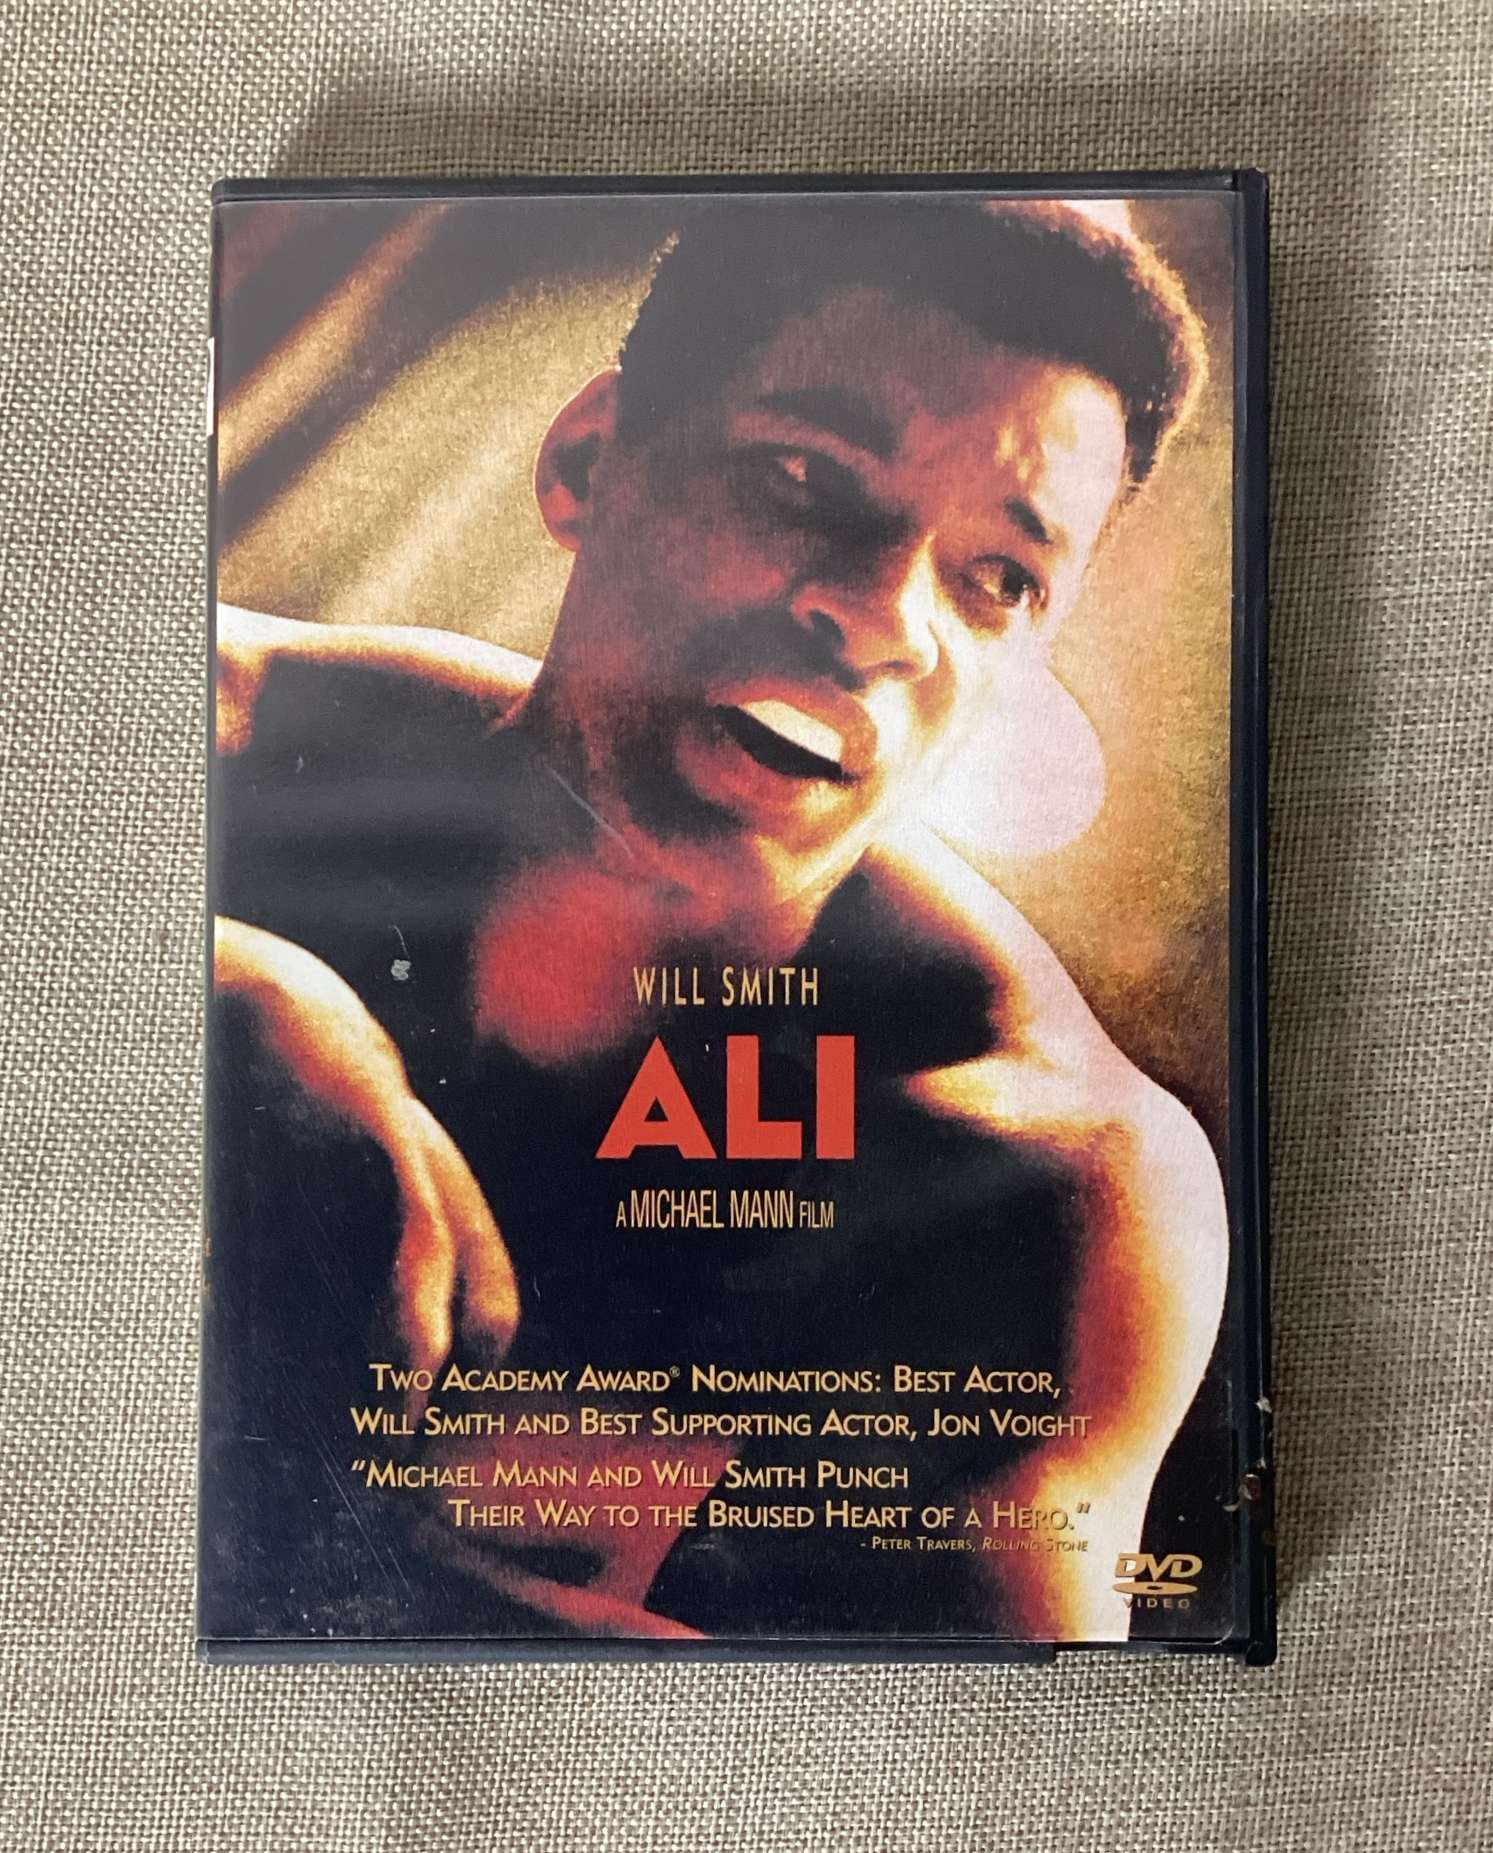 WILL SMITH
ALI
A MICHAEL MANN FILM
TWO ACADEMY AWARD® NOMINATIONS: BEST ACTOR,
WILL SMITH AND BEST SUPPORTING ACTOR, JON VOIGHT
“MICHAEL MANN AND WILL SMITH PUNCH
THEIR WAY TO THE BRUISED HEART OF A HERO.”
- PETER TRAVERS, ROLLING STONE
DVD
VIDEO